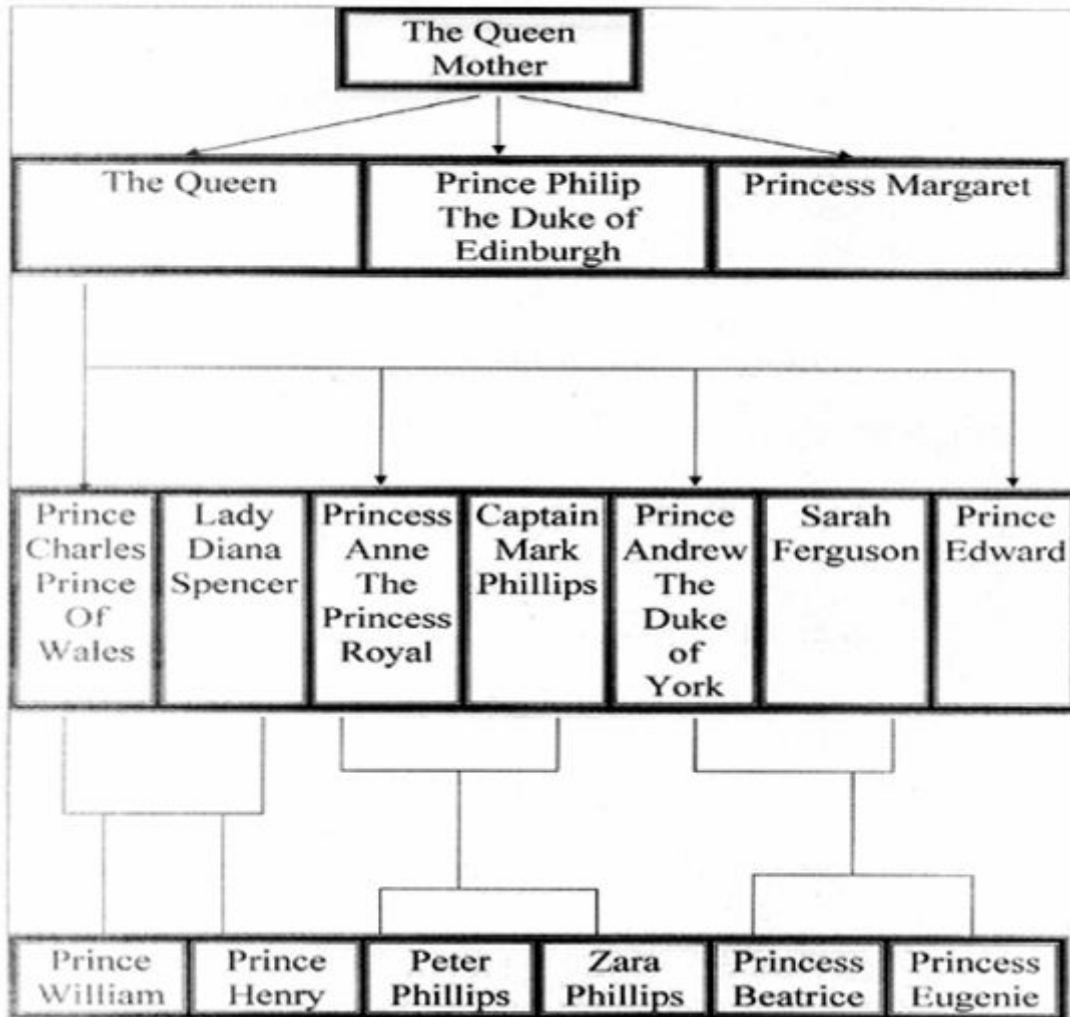 The Queen
Mother
The Queen
Prince Philip
The Duke of
Edinburgh
Princess Margaret
Prince
Charles
Prince
Of
Wales
Lady
Diana
Spencer
Princess
Anne
The
Princess
Royal
Captain
Mark
Phillips
Prince
Andrew
The
Duke
of
York
Sarah
Ferguson
Prince
Edward
Prince
William
Prince
Henry
Peter
Phillips
Zara
Phillips
Princess
Beatrice
Princess
Eugenie